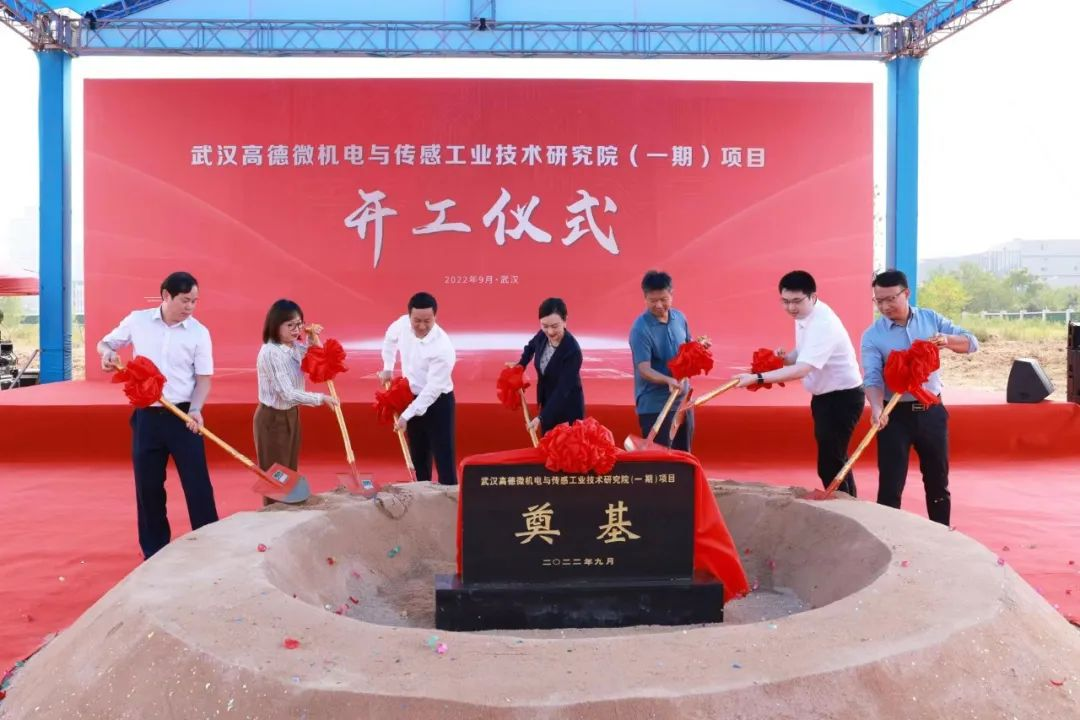 武汉高德微机电与传感工业技术研究院（一期）项目
开工仪式
2022年9月·武汉
武汉高德微机电与传感工业技术研究院(一期)项目
奠基
二〇二二年九月